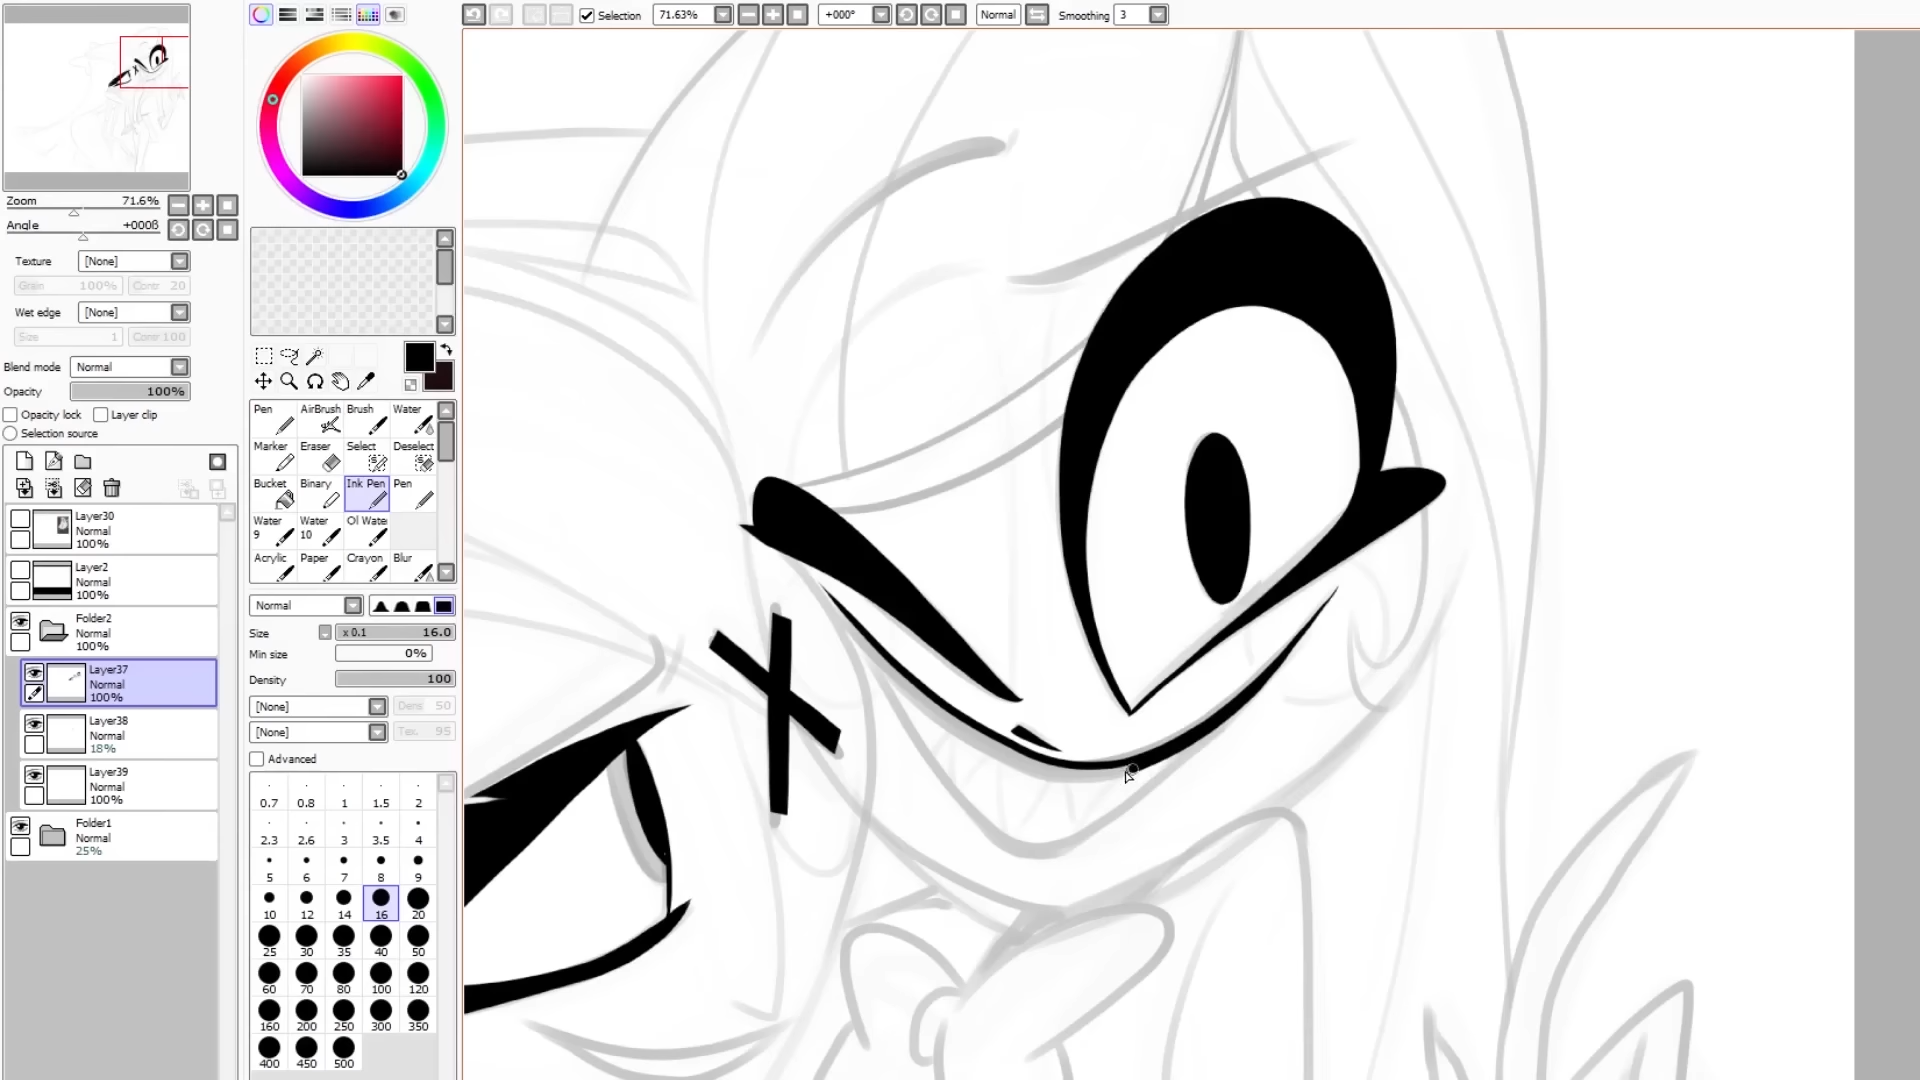 Selection 71.63% +000° Normal Smoothing 3
Zoom 71.6%
Angle +000ß
Texture [None]
Grain 100% Contr 20
Wet edge [None]
Size 1 Contr 100
Blend mode Normal
Opacity 100%
Opacity lock Layer clip
Selection source
Layer30
Normal
100%
Layer2
Normal
100%
Folder2
Normal
100%
Layer37
Normal
100%
Layer38
Normal
18%
Layer39
Normal
100%
Folder1
Normal
25%
Pen AirBrush Brush Water
Marker Eraser Select Deselect
Bucket Binary Ink Pen Pen
Water 9 Water 10 Ol Wate
Acrylic Paper Crayon Blur
Normal
Size x 0.1 16.0
Min size 0%
Density 100
[None] Dens 50
[None] Tex. 95
Advanced
0.7 0.8 1 1.5 2
2.3 2.6 3 3.5 4
5 6 7 8 9
10 12 14 16 20
25 30 35 40 50
60 70 80 100 120
160 200 250 300 350
400 450 500